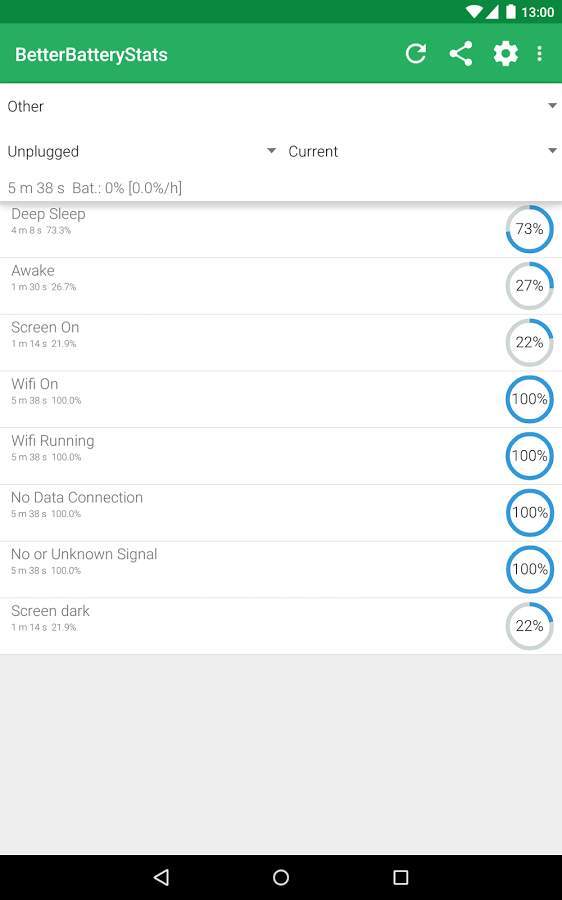 13:00
BetterBatteryStats
Other
Unplugged Current
5 m 38 s Bat.: 0% [0.0%/h]
Deep Sleep
4 m 8 s 73.3%
73%
Awake
1 m 30 s 26.7%
27%
Screen On
1 m 14 s 21.9%
22%
Wifi On
5 m 38 s 100.0%
100%
Wifi Running
5 m 38 s 100.0%
100%
No Data Connection
5 m 38 s 100.0%
100%
No or Unknown Signal
5 m 38 s 100.0%
100%
Screen dark
1 m 14 s 21.9%
22%